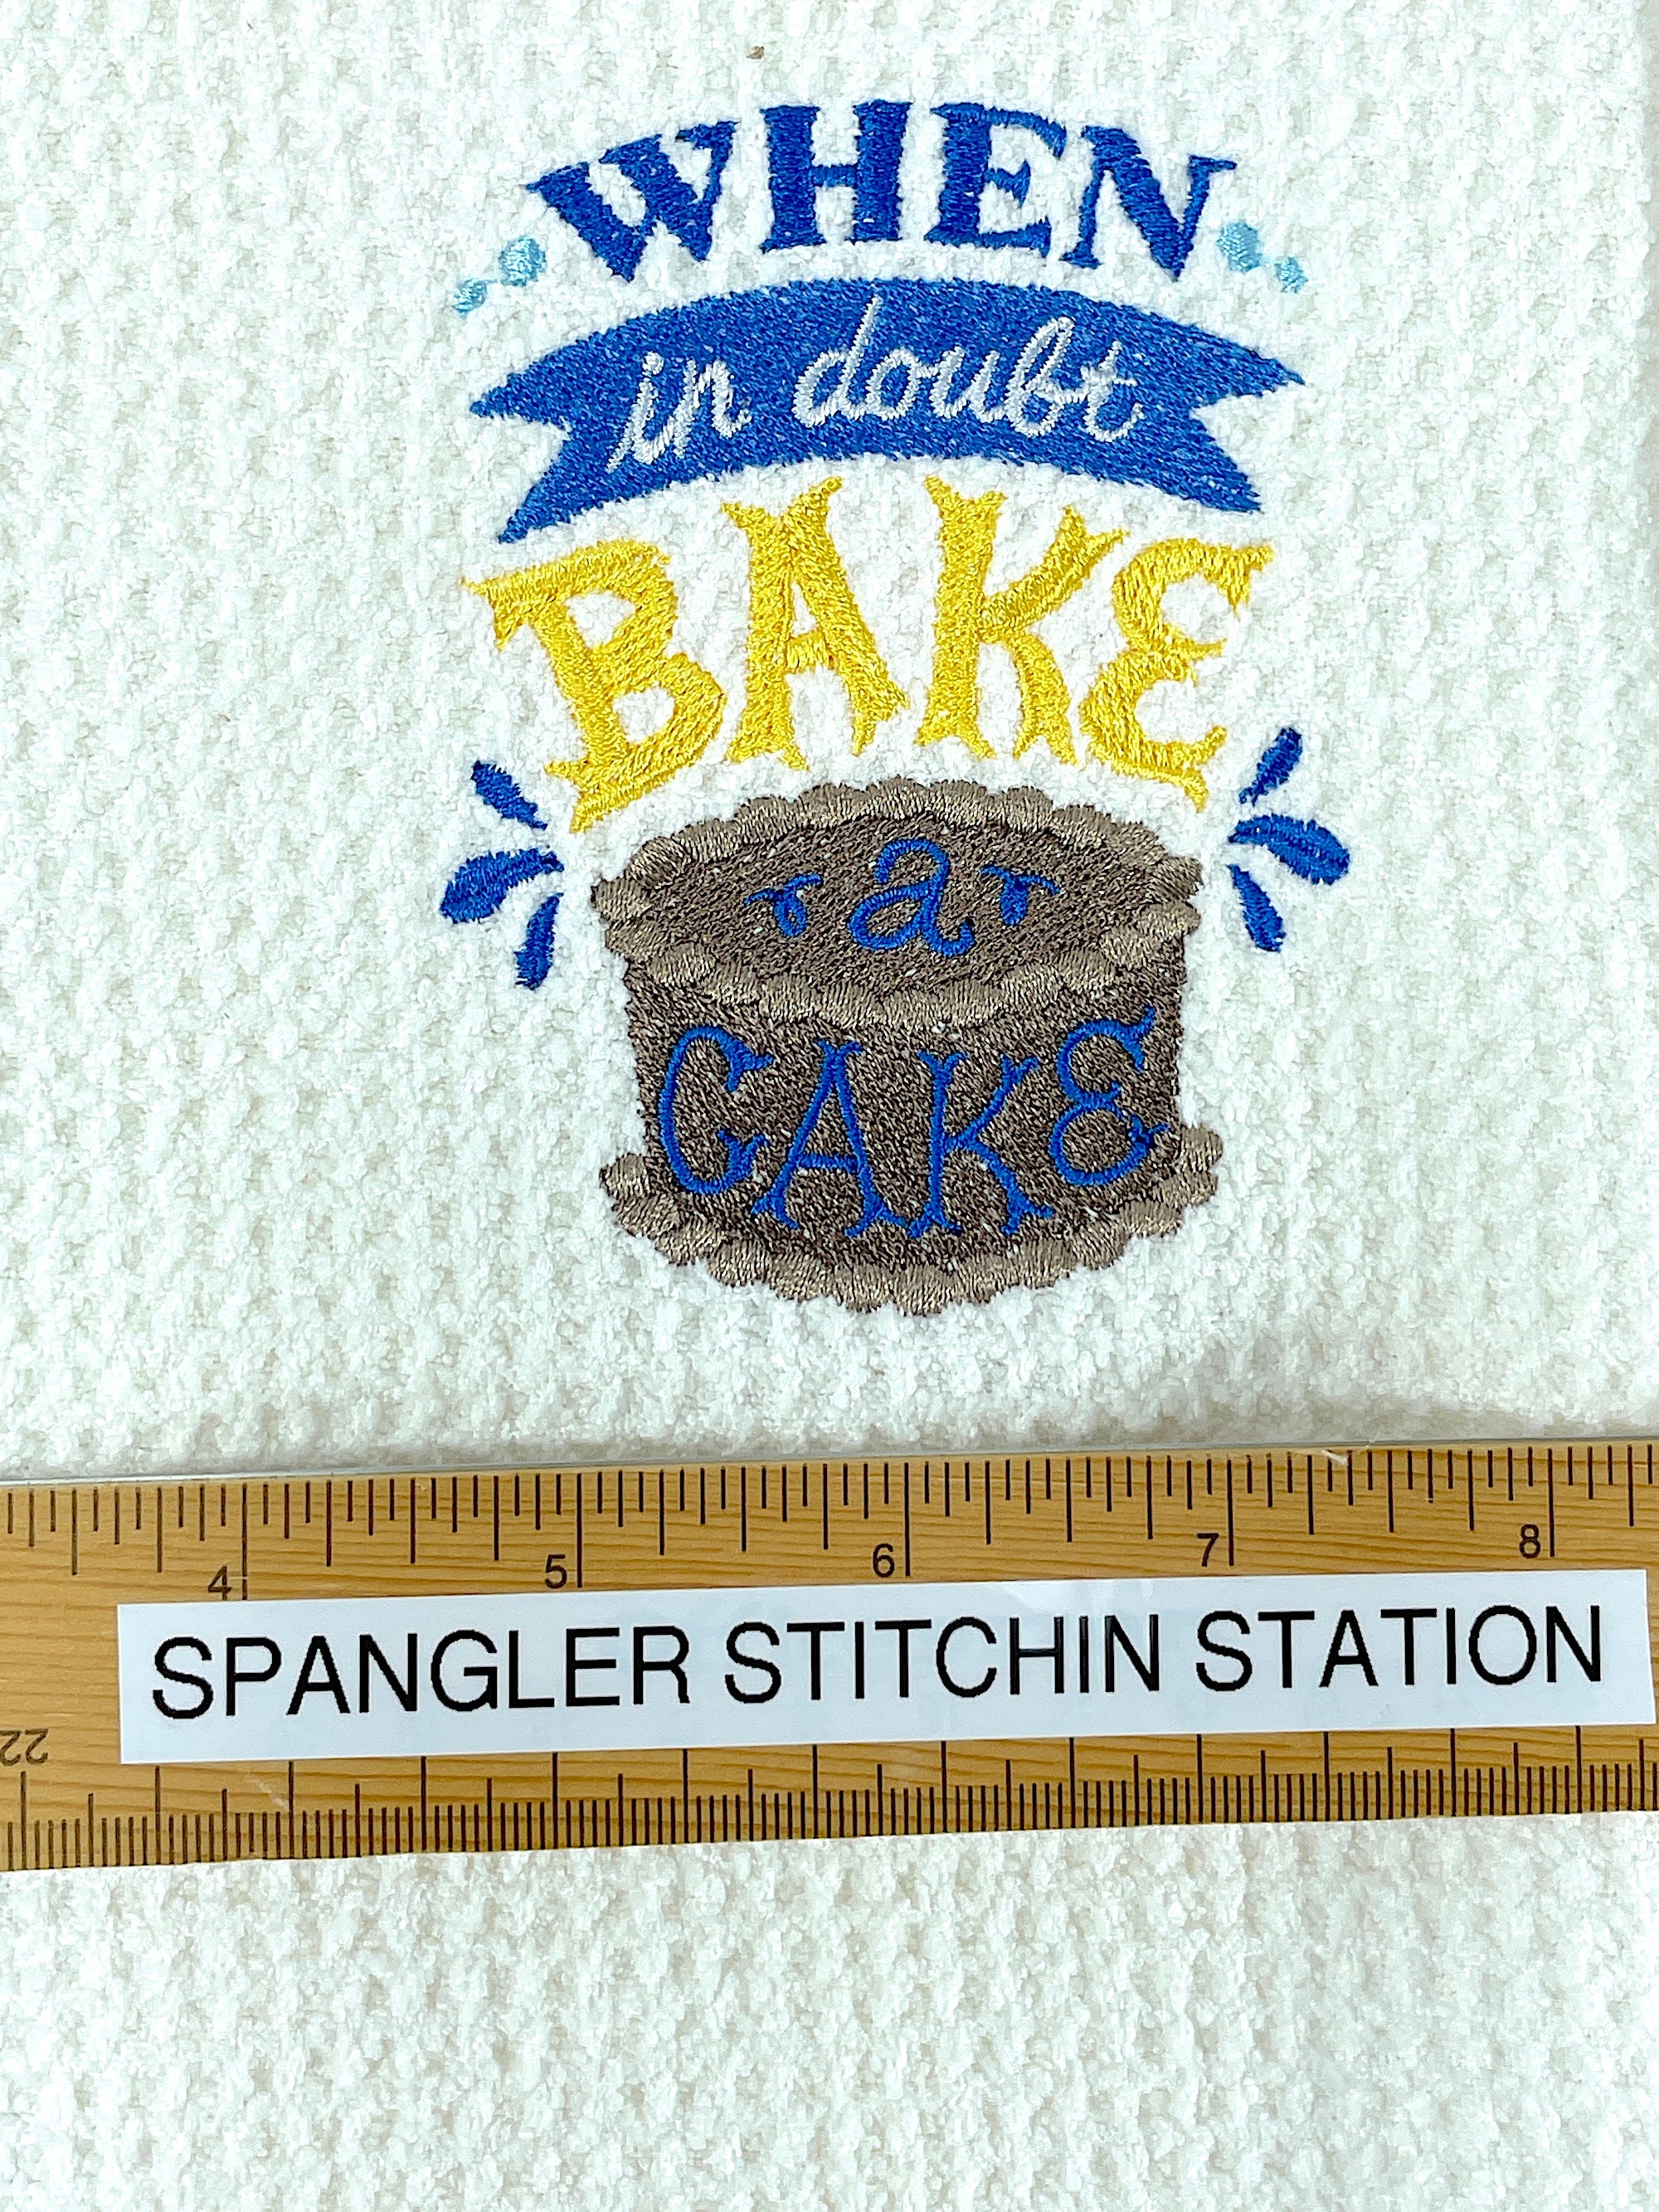 WHEN
in doubt
BAKE
a
CAKE
4 5 6 7 8
SPANGLER STITCHIN STATION
22